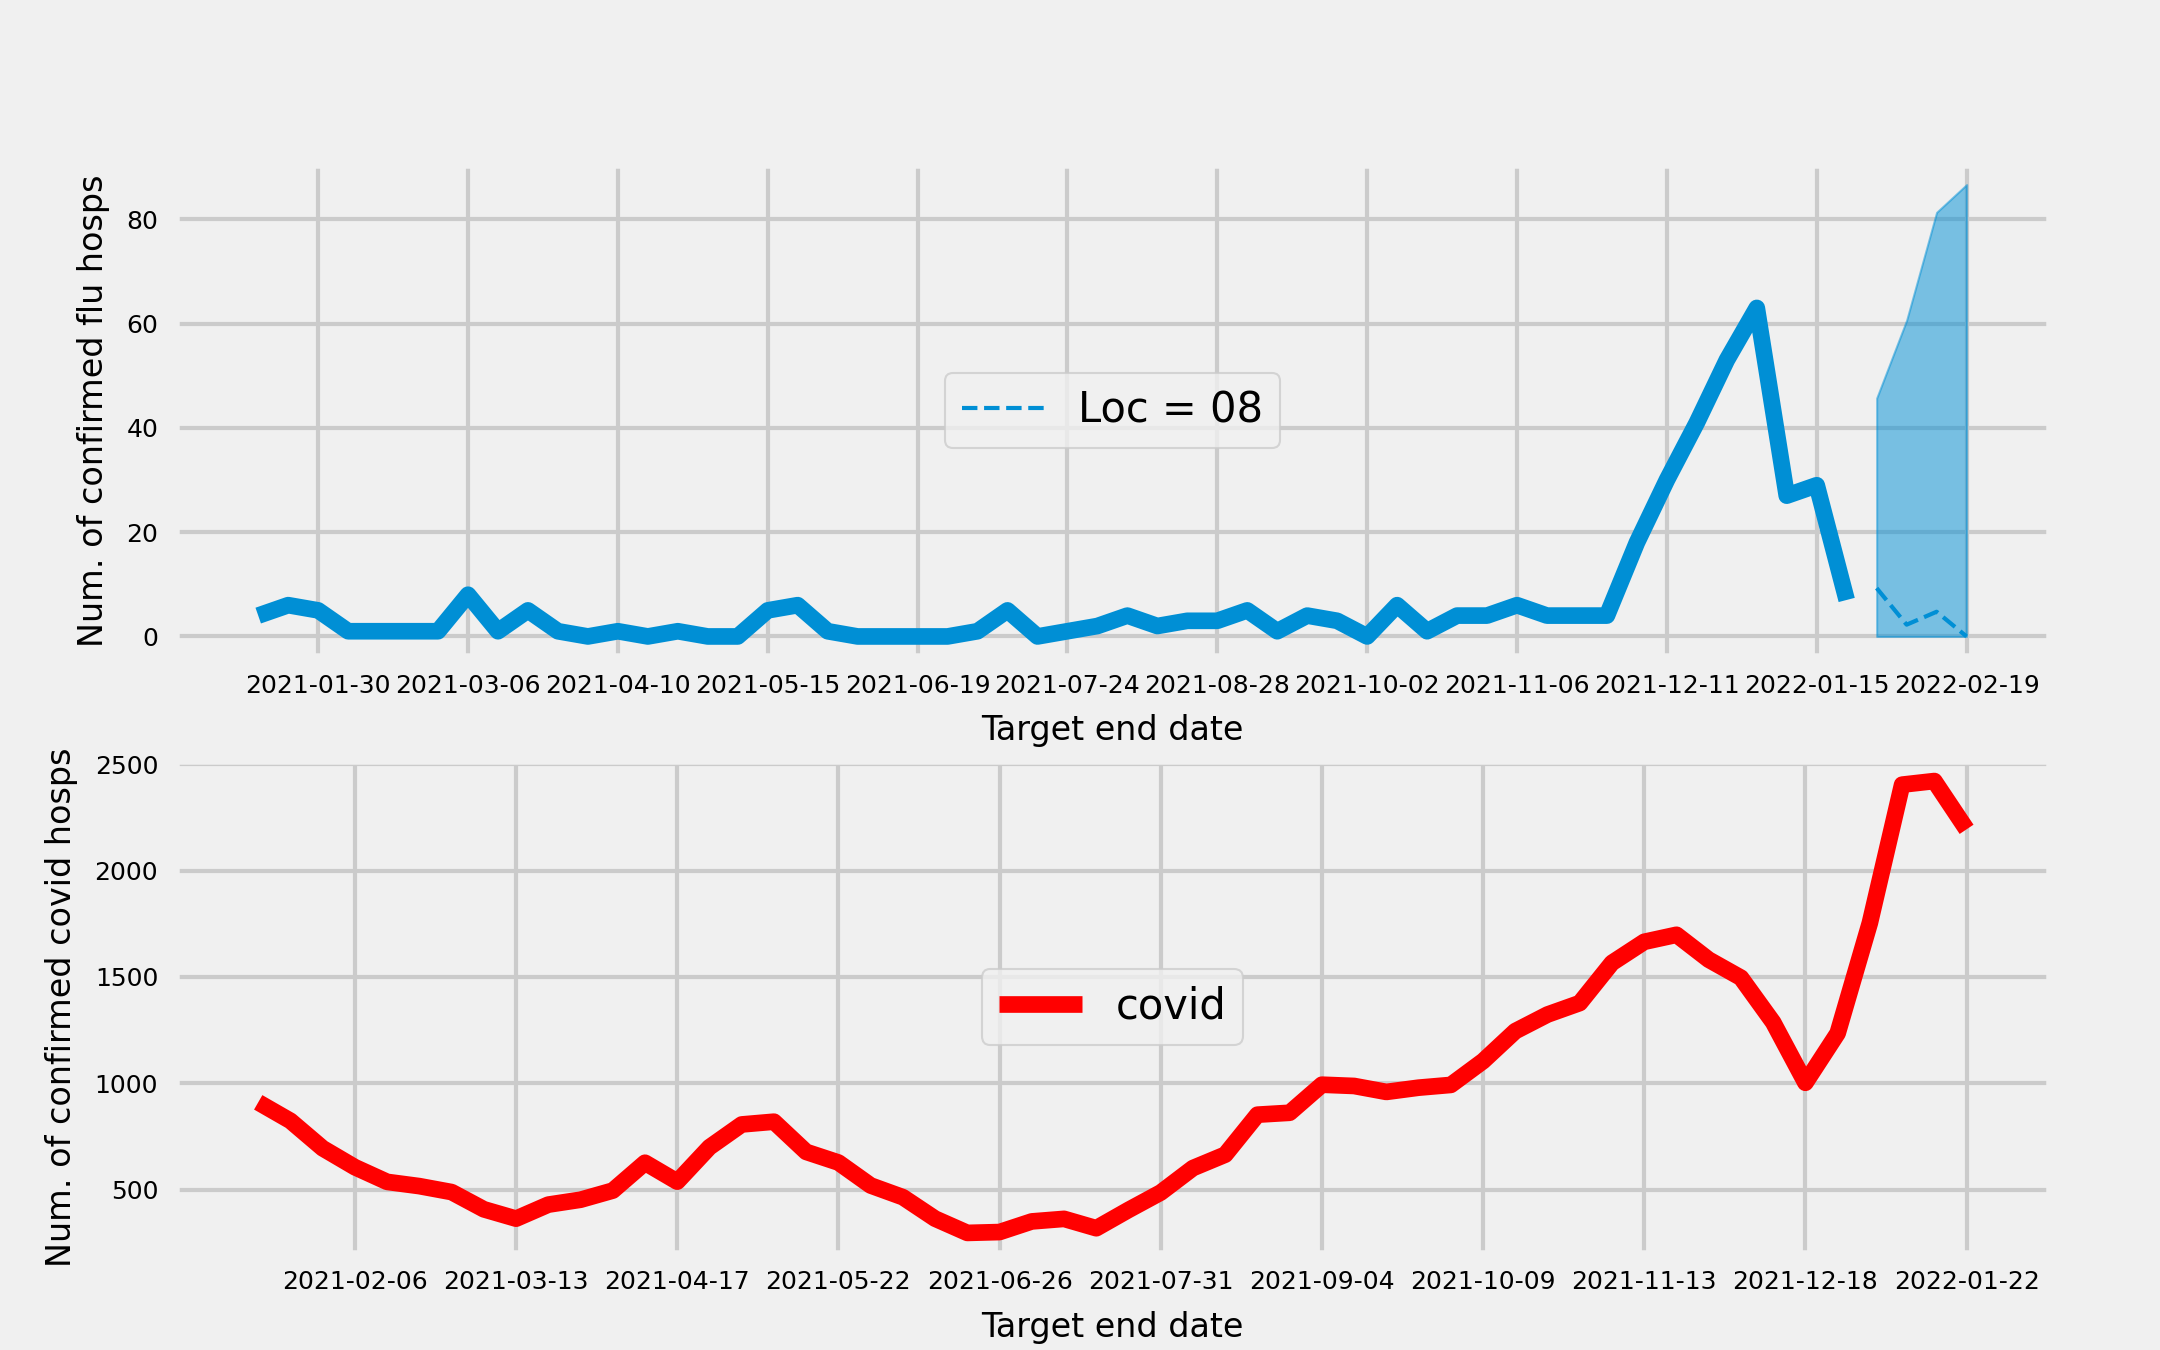 Num. of confirmed flu hosps
80
60
40
20
0
Loc = 08
2021-01-30 2021-03-06 2021-04-10 2021-05-15 2021-06-19 2021-07-24 2021-08-28 2021-10-02 2021-11-06 2021-12-11 2022-01-15 2022-02-19
Target end date
Num. of confirmed covid hosps
2500
2000
1500
1000
500
covid
2021-02-06 2021-03-13 2021-04-17 2021-05-22 2021-06-26 2021-07-31 2021-09-04 2021-10-09 2021-11-13 2021-12-18 2022-01-22
Target end date